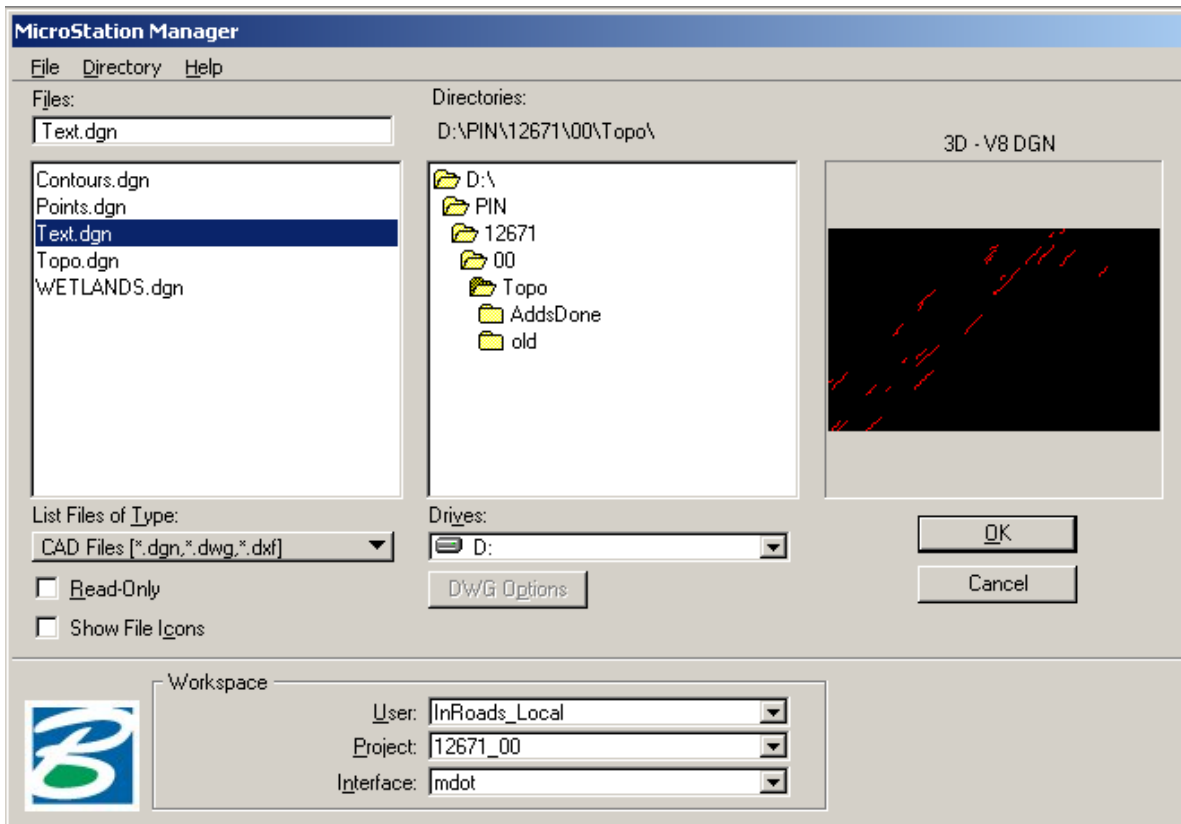 MicroStation Manager
File Directory Help
Files:
Text.dgn
Contours.dgn
Points.dgn
Text.dgn
Topo.dgn
WETLANDS.dgn
List Files of Type:
CAD Files [*.dgn,*.dwg,*.dxf]
Read-Only
Show File Icons
Directories:
D:\PIN\12671\00\Topo\
D:\
PIN
12671
00
Topo
AddsDone
old
Drives:
D:
DWG Options
3D - V8 DGN
OK
Cancel
Workspace
User: InRoads_Local
Project: 12671_00
Interface: mdot